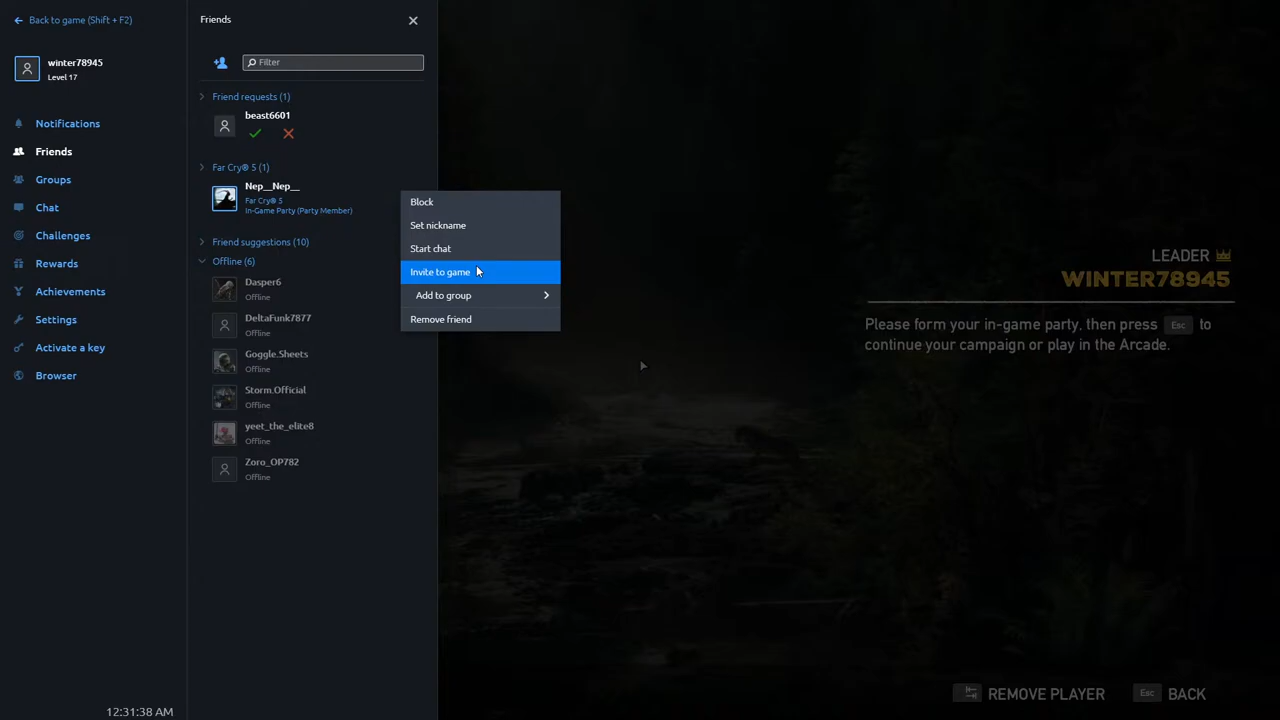 Back to game (Shift + F2)
winter78945
Level 17
Notifications
Friends
Groups
Chat
Challenges
Rewards
Achievements
Settings
Activate a key
Browser
12:31:38 AM
Friends
Filter
Friend requests (1)
beast6601
Far Cry® 5 (1)
Nep__Nep__
Far Cry® 5
In-Game Party (Party Member)
Friend suggestions (10)
Offline (6)
Dasper6
Offline
DeltaFunk7877
Offline
Goggle.Sheets
Offline
Storm.Official
Offline
yeet_the_elite8
Offline
Zoro_OP782
Offline
Block
Set nickname
Start chat
Invite to game
Add to group
Remove friend
LEADER
WINTER78945
Please form your in-game party, then press Esc to
continue your campaign or play in the Arcade.
REMOVE PLAYER
Esc BACK